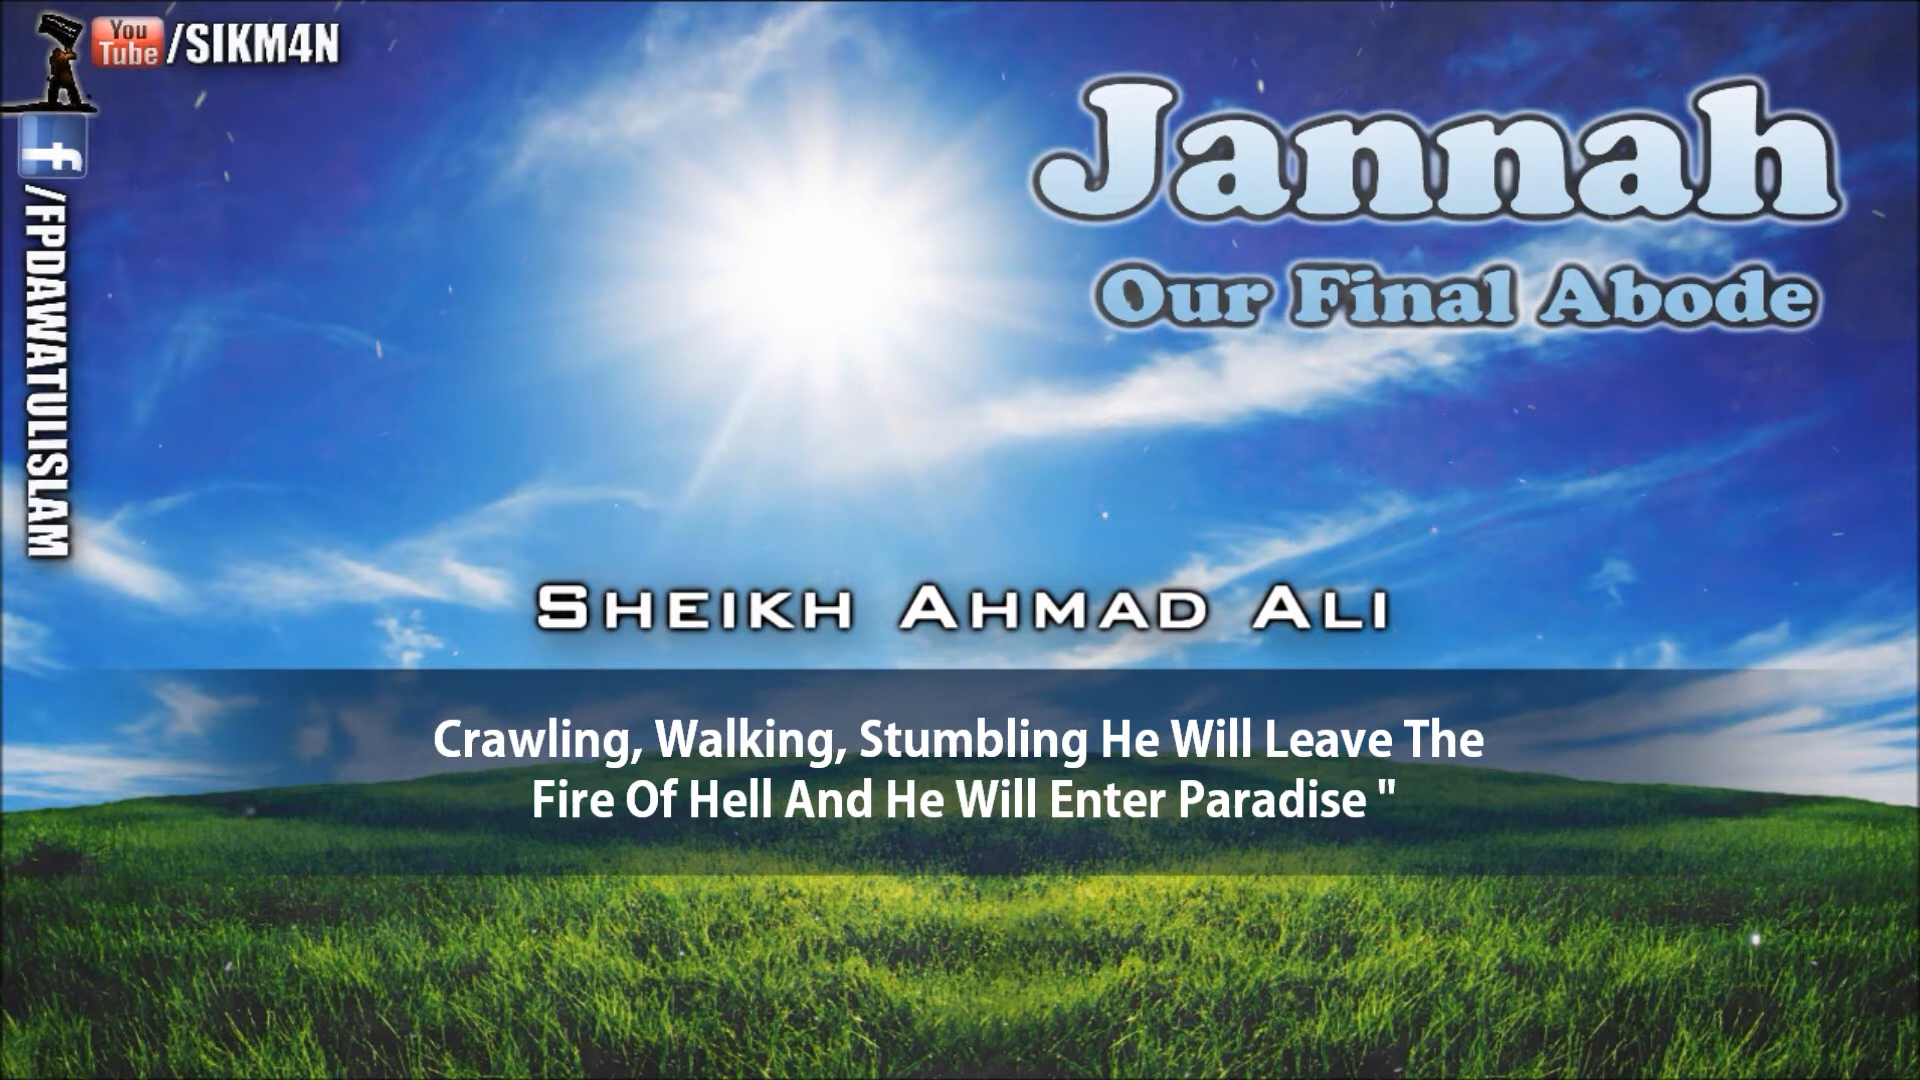 You Tube /SIKM4N
f /FPDAWATULISLAM
Jannah
Our Final Abode
SHEIKH AHMAD ALI
Crawling, Walking, Stumbling He Will Leave The
Fire Of Hell And He Will Enter Paradise "